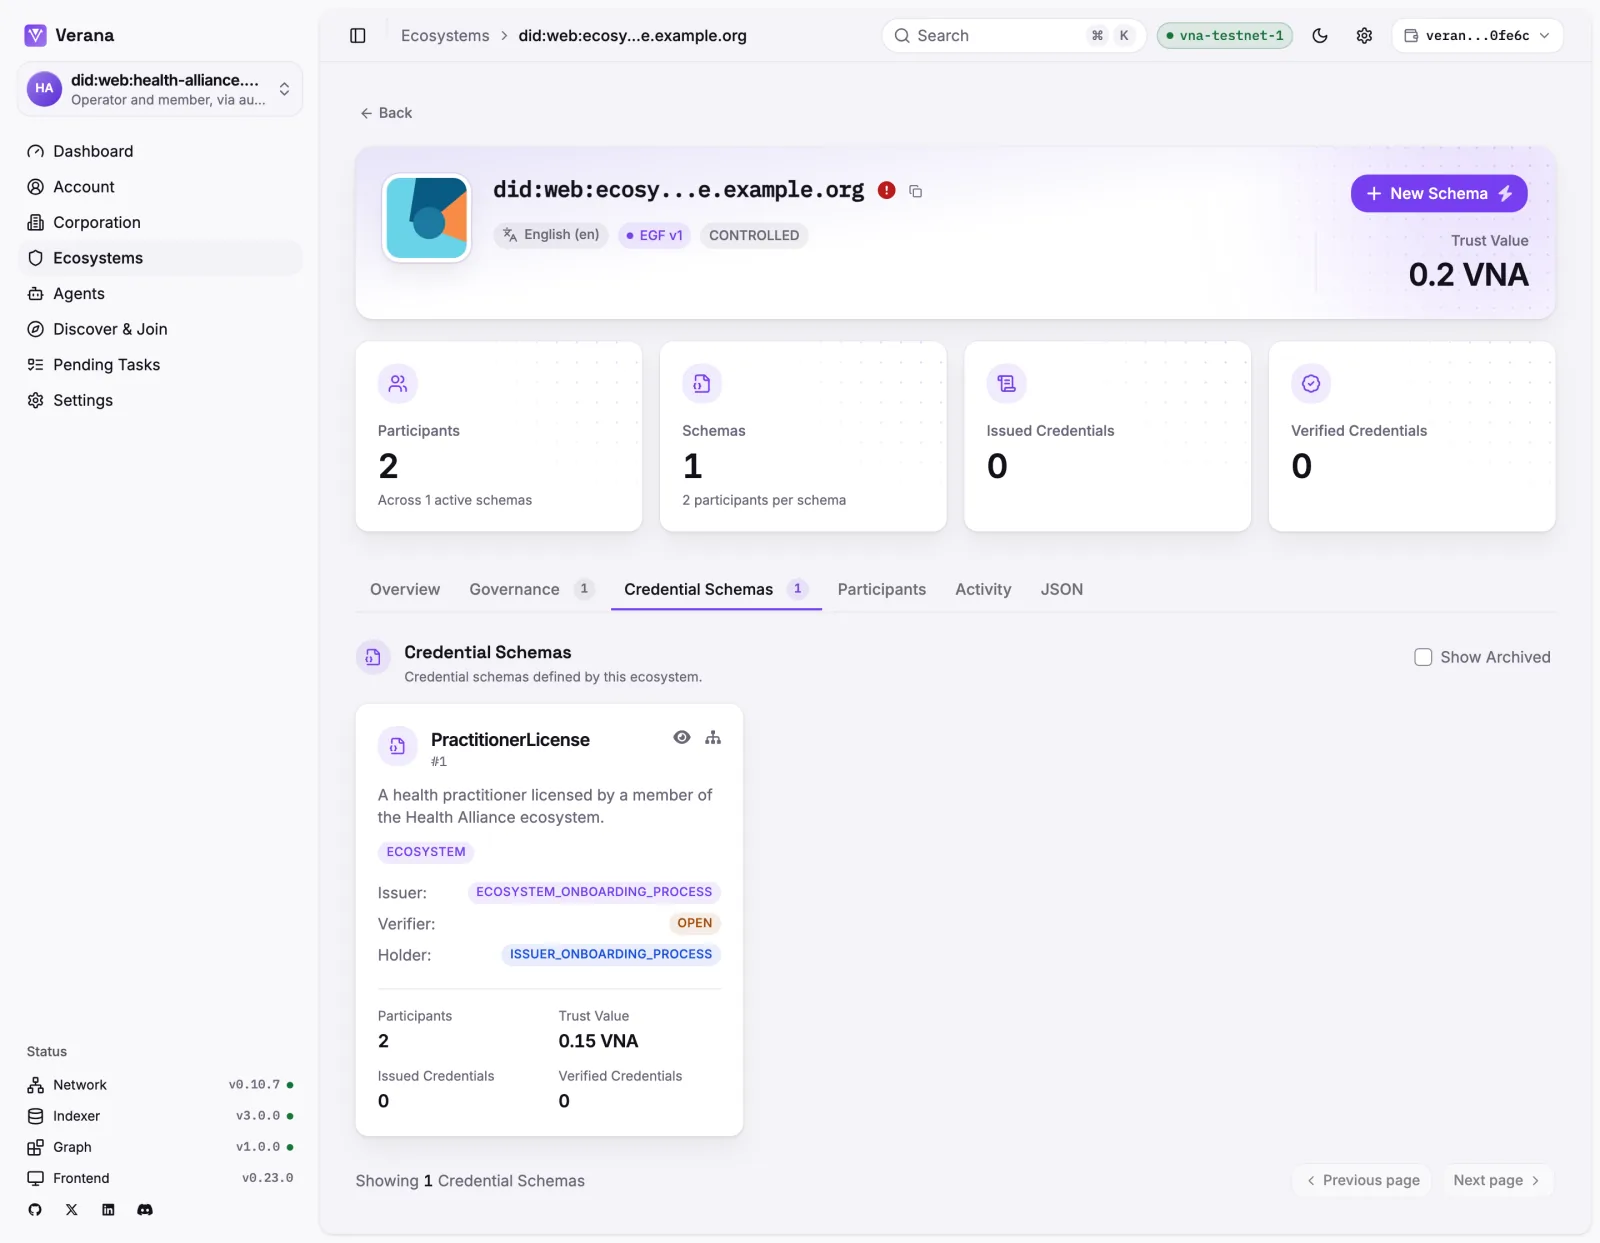 Verana
HA
did:web:health-alliance....
Operator and member, via au...
Dashboard
Account
Corporation
Ecosystems
Agents
Discover & Join
Pending Tasks
Settings
Status
Network v0.10.7
Indexer v3.0.0
Graph v1.0.0
Frontend v0.23.0
Ecosystems > did:web:ecosy...e.example.org
Search ⌘ K
vna-testnet-1
veran...0fe6c
← Back
did:web:ecosy...e.example.org
English (en) EGF v1 CONTROLLED
+ New Schema
Trust Value
0.2 VNA
Participants
2
Across 1 active schemas
Schemas
1
2 participants per schema
Issued Credentials
0
Verified Credentials
0
Overview Governance 1 Credential Schemas 1 Participants Activity JSON
Credential Schemas
Credential schemas defined by this ecosystem.
Show Archived
PractitionerLicense
#1
A health practitioner licensed by a member of
the Health Alliance ecosystem.
ECOSYSTEM
Issuer: ECOSYSTEM_ONBOARDING_PROCESS
Verifier: OPEN
Holder: ISSUER_ONBOARDING_PROCESS
Participants Trust Value
2 0.15 VNA
Issued Credentials Verified Credentials
0 0
Showing 1 Credential Schemas
< Previous page Next page >